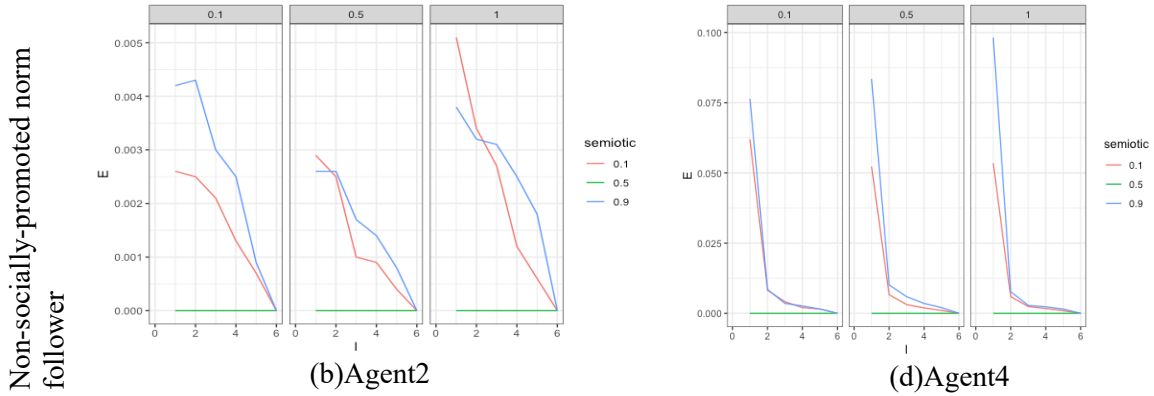 Non-socially-promoted norm
follower
0.1 0.5 1
0.005
0.004
0.003
0.002
0.001
0.000
E
0 2 4 6 0 2 4 6 0 2 4 6
I
semiotic
0.1
0.5
0.9
(b)Agent2
0.1 0.5 1
0.100
0.075
0.050
0.025
0.000
E
0 2 4 6 0 2 4 6 0 2 4 6
I
semiotic
0.1
0.5
0.9
(d)Agent4